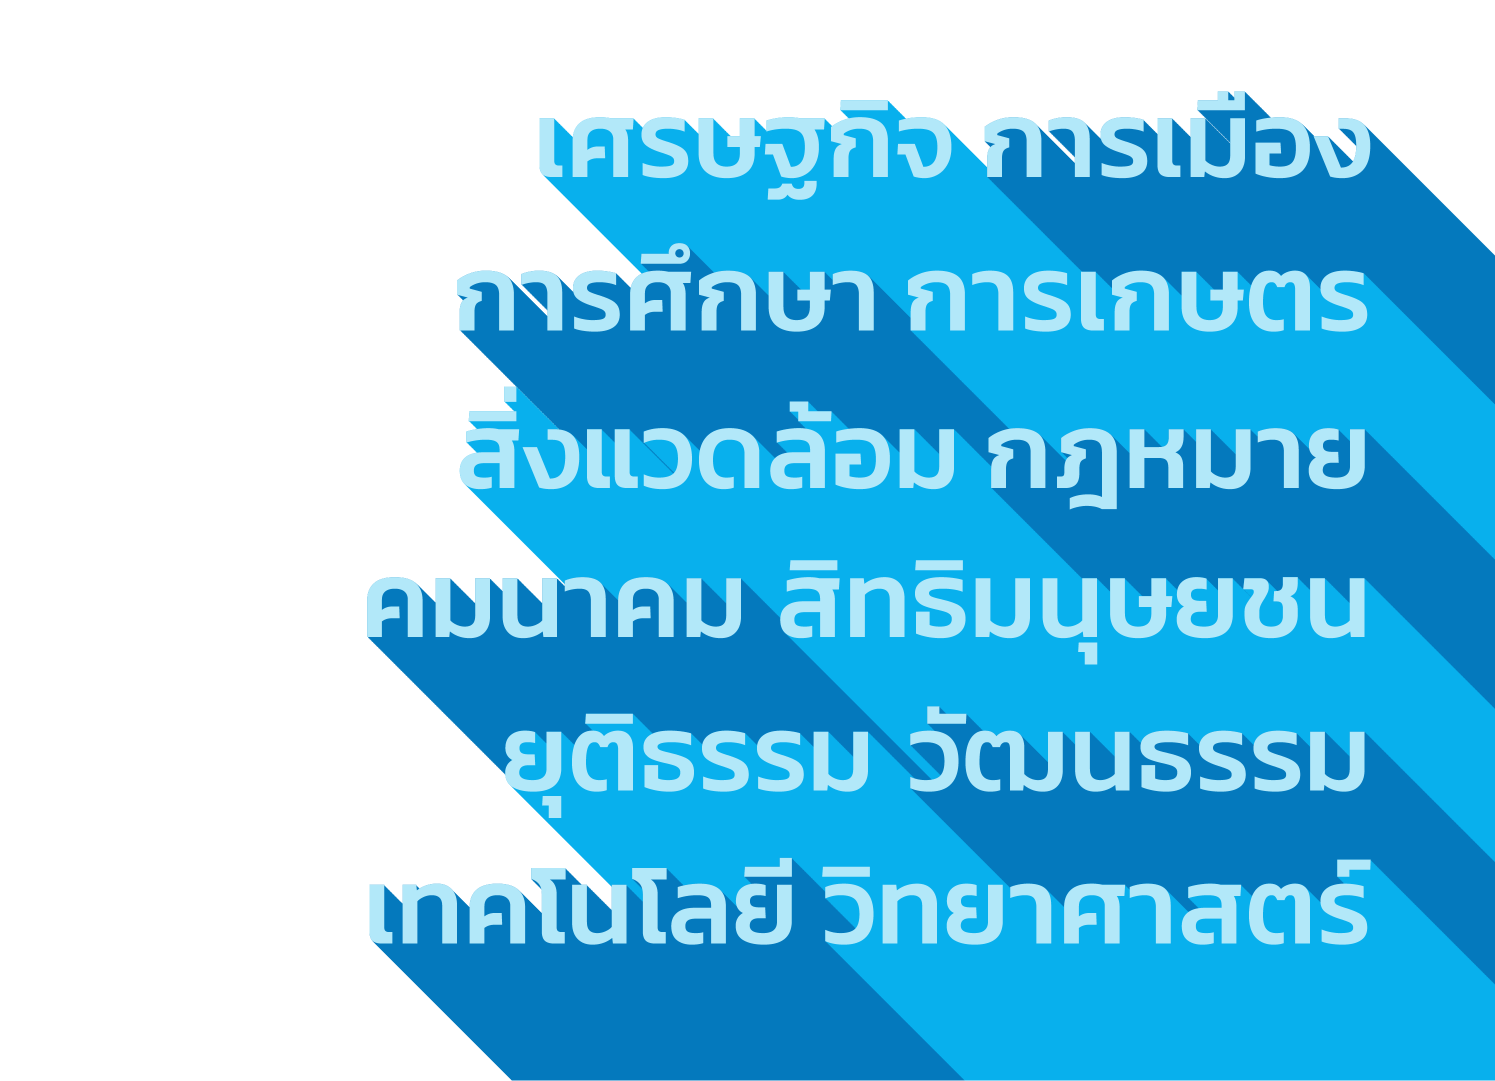 เศรษฐกิจ การเมือง
การศึกษา การเกษตร
สิ่งแวดล้อม กฎหมาย
คมนาคม สิทธิมนุษยชน
ยุติธรรม วัฒนธรรม
เทคโนโลยี วิทยาศาสตร์